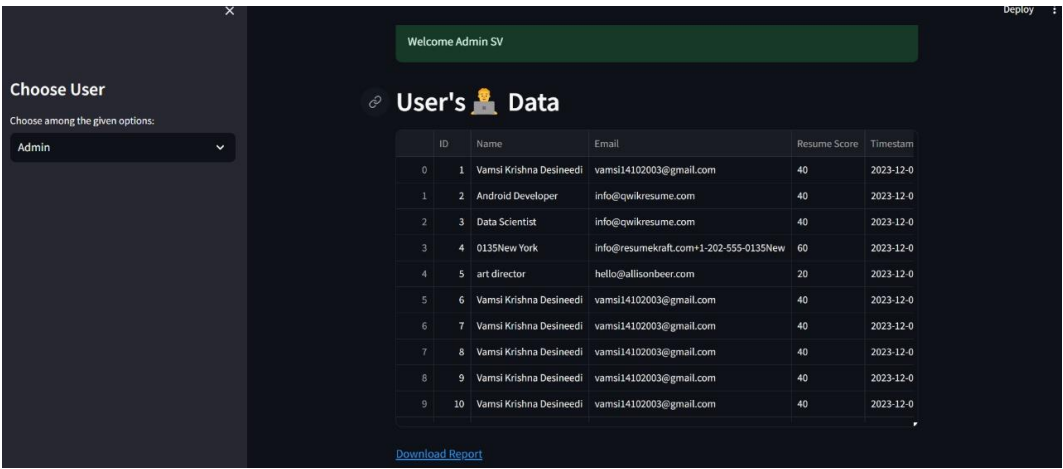 Deploy
Welcome Admin SV
Choose User
Choose among the given options:
Admin
User's 👨‍💻 Data
ID Name Email Resume Score Timestam
0 1 Vamsi Krishna Desineedi vamsi14102003@gmail.com 40 2023-12-0
1 2 Android Developer info@qwikresume.com 40 2023-12-0
2 3 Data Scientist info@qwikresume.com 40 2023-12-0
3 4 0135New York info@resumekraft.com+1-202-555-0135New 60 2023-12-0
4 5 art director hello@allisonbeer.com 20 2023-12-0
5 6 Vamsi Krishna Desineedi vamsi14102003@gmail.com 40 2023-12-0
6 7 Vamsi Krishna Desineedi vamsi14102003@gmail.com 40 2023-12-0
7 8 Vamsi Krishna Desineedi vamsi14102003@gmail.com 40 2023-12-0
8 9 Vamsi Krishna Desineedi vamsi14102003@gmail.com 40 2023-12-0
9 10 Vamsi Krishna Desineedi vamsi14102003@gmail.com 40 2023-12-0
Download Report